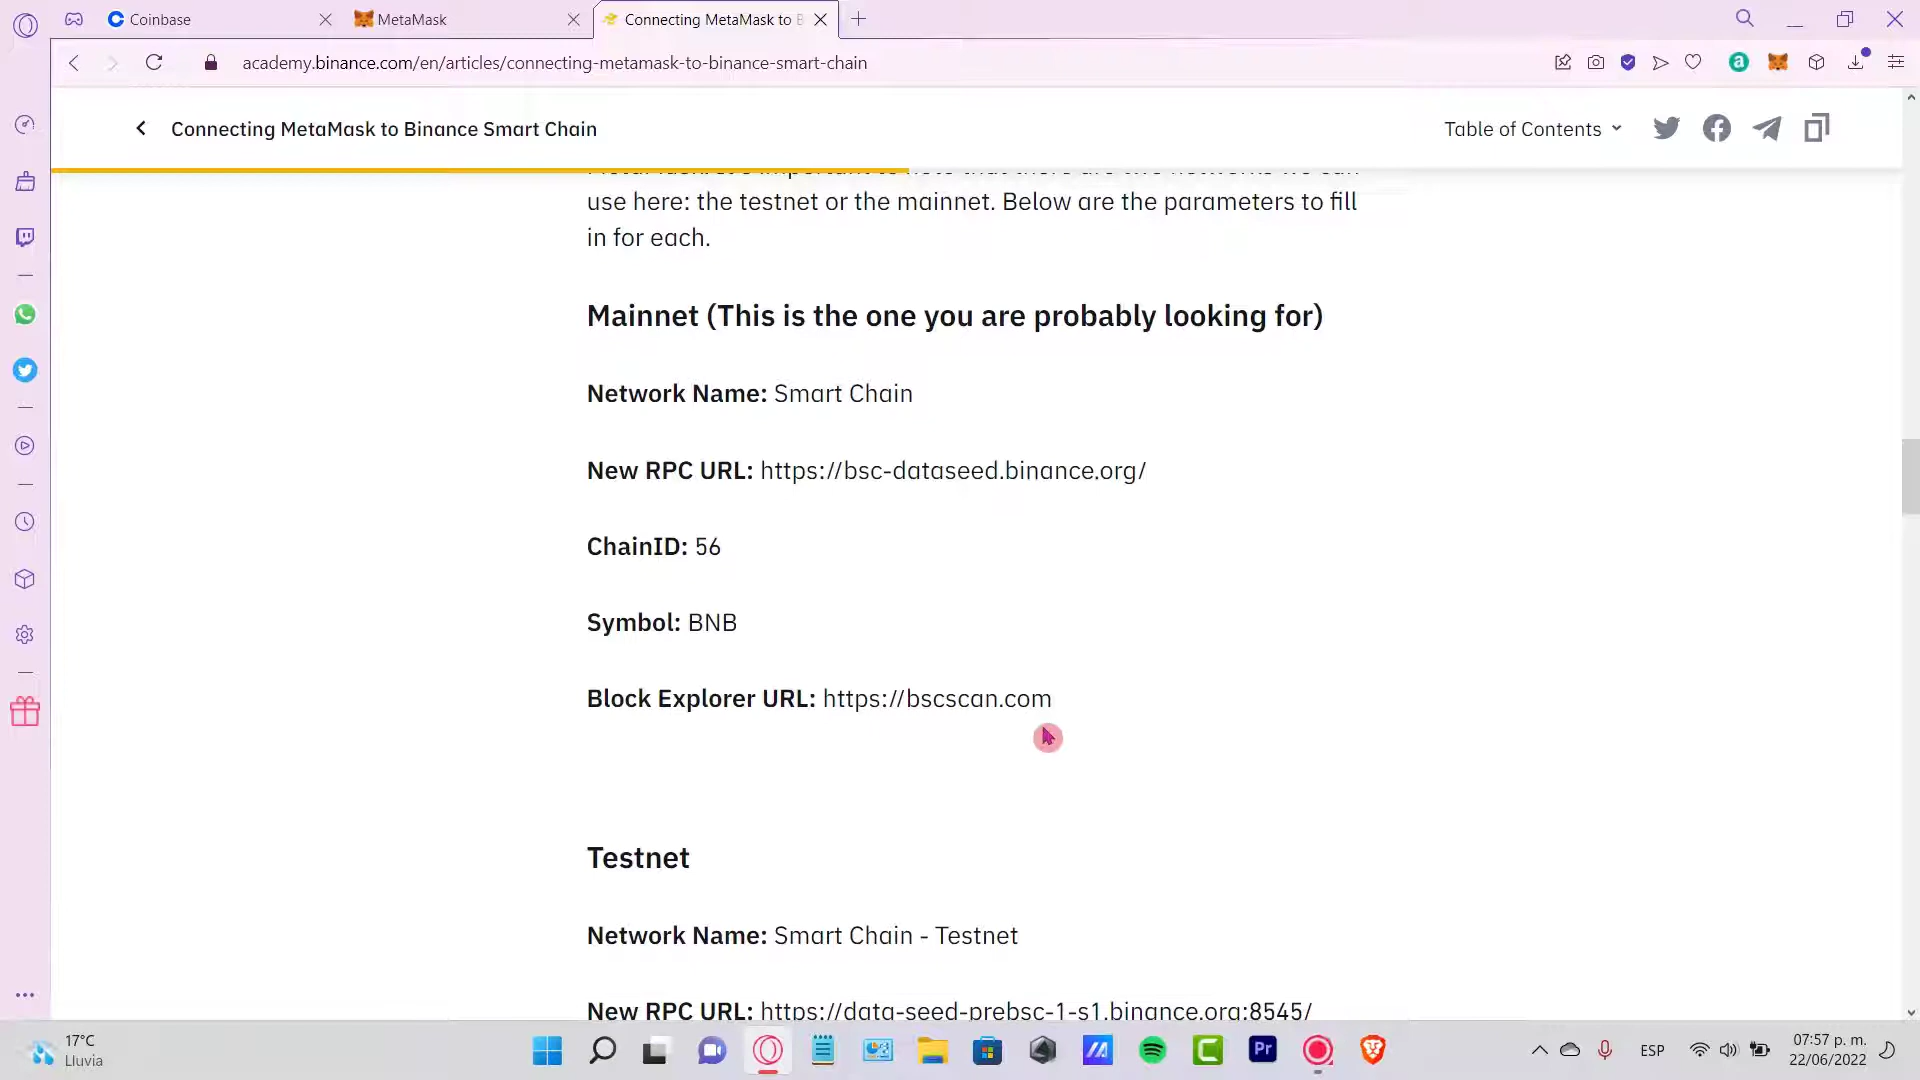 Coinbase
MetaMask
Connecting MetaMask to B
academy.binance.com/en/articles/connecting-metamask-to-binance-smart-chain
Connecting MetaMask to Binance Smart Chain
Table of Contents
use here: the testnet or the mainnet. Below are the parameters to fill
in for each.
Mainnet (This is the one you are probably looking for)
Network Name: Smart Chain
New RPC URL: https://bsc-dataseed.binance.org/
ChainID: 56
Symbol: BNB
Block Explorer URL: https://bscscan.com
Testnet
Network Name: Smart Chain - Testnet
New RPC URL: https://data-seed-prebsc-1-s1.binance.org:8545/
17°C
Lluvia
Pr
ESP
07:57 p. m.
22/06/2022